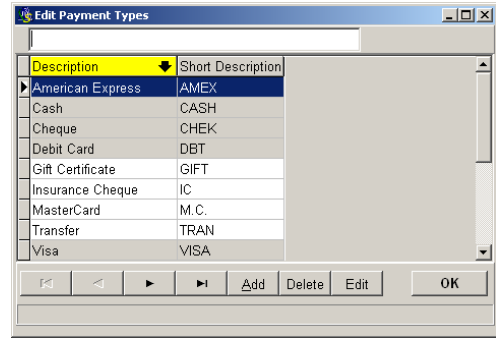 Edit Payment Types
Description Short Description
American Express AMEX
Cash CASH
Cheque CHEK
Debit Card DBT
Gift Certificate GIFT
Insurance Cheque IC
MasterCard M.C.
Transfer TRAN
Visa VISA
Add Delete Edit OK